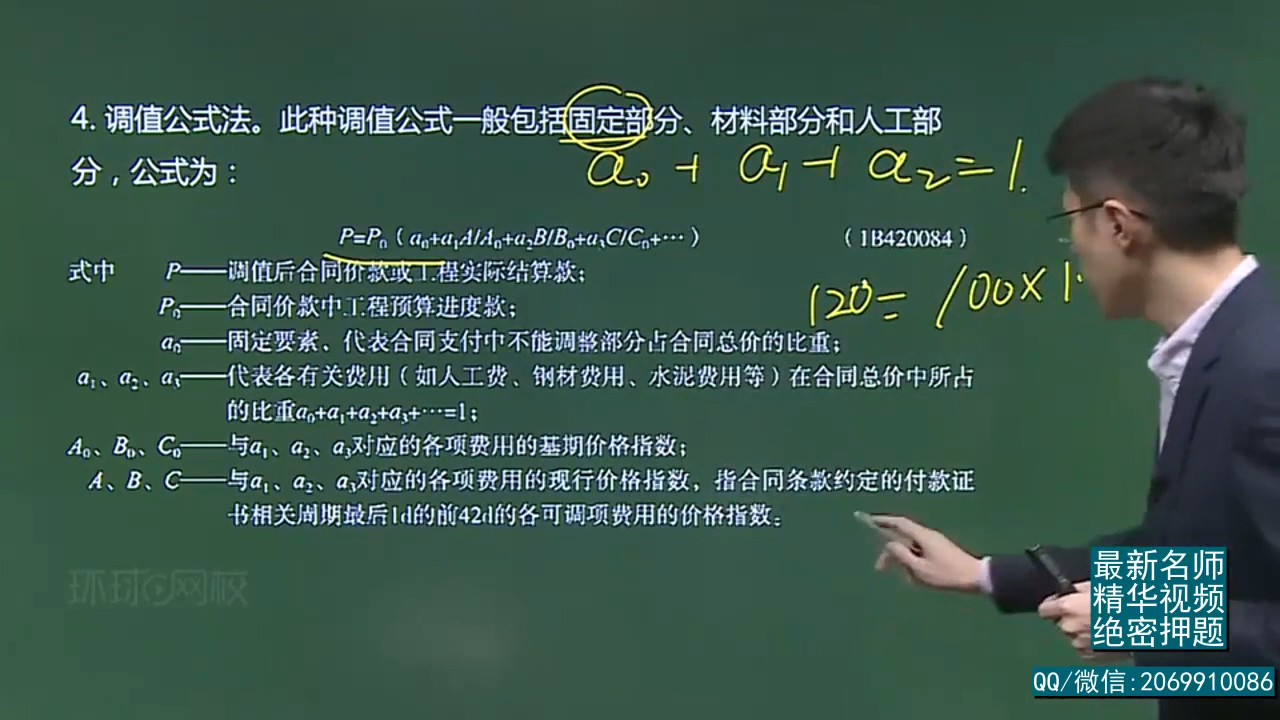 4. 调值公式法。此种调值公式一般包括固定部分、材料部分和人工部
分，公式为：
a₀ + a₁ + a₂ = 1.
P=P₀（a₀+a₁A/A₀+a₂B/B₀+a₃C/C₀+…）　（1B420084）
式中　P——调值后合同价款或工程实际结算款；
P₀——合同价款中工程预算进度款；
120= 100×1.
a₀——固定要素、代表合同支付中不能调整部分占合同总价的比重；
a₁、a₂、a₃——代表各有关费用（如人工费、钢材费用、水泥费用等）在合同总价中所占
的比重a₀+a₁+a₂+a₃+…=1；
A₀、B₀、C₀——与a₁、a₂、a₃对应的各项费用的基期价格指数；
A、B、C——与a₁、a₂、a₃对应的各项费用的现行价格指数，指合同条款约定的付款证
书相关周期最后1d的前42d的各可调项费用的价格指数；
环球网校
最新名师
精华视频
绝密押题
QQ/微信:2069910086